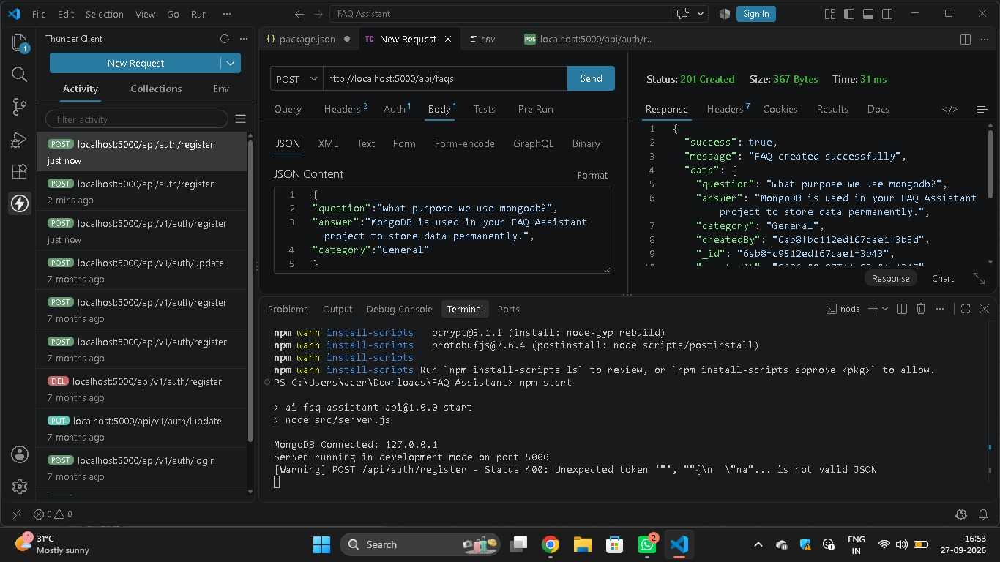 File Edit Selection View Go Run ··· FAQ Assistant Sign In
Thunder Client
package.json New Request env localhost:5000/api/auth/r..
1
{} TC POS
New Request
Activity Collections Env
filter activity
POST localhost:5000/api/auth/register
just now
POST localhost:5000/api/auth/register
2 mins ago
POST localhost:5000/api/v1/auth/register
just now
POST localhost:5000/api/v1/auth/update
7 months ago
POST localhost:5000/api/v1/auth/register
7 months ago
POST localhost:5000/api/v1/auth/register
7 months ago
DEL localhost:5000/api/v1/auth/register
7 months ago
PUT localhost:5000/api/v1/auth/lupdate
7 months ago
POST localhost:5000/api/v1/auth/login
7 months ago
POST http://localhost:5000/api/faqs Send
Query Headers 2 Auth 1 Body 1 Tests Pre Run
JSON XML Text Form Form-encode GraphQL Binary
JSON Content Format
1 {
2 "question":"what purpose we use mongodb?",
3 "answer":"MongoDB is used in your FAQ Assistant
project to store data permanently.",
4 "category":"General"
5 }
Status: 201 Created Size: 367 Bytes Time: 31 ms
Response Headers 7 Cookies Results Docs </>
1 {
2 "success": true,
3 "message": "FAQ created successfully",
4 "data": {
5 "question": "what purpose we use mongodb?",
6 "answer": "MongoDB is used in your FAQ Assistant
project to store data permanently.",
7 "category": "General",
8 "createdBy": "6ab8fbc112ed167cae1f3b3d",
9 "_id": "6ab8fc9512ed167cae1f3b43",
Response Chart
Problems Output Debug Console Terminal Ports node
npm warn install-scripts bcrypt@5.1.1 (install: node-gyp rebuild)
npm warn install-scripts protobufjs@7.6.4 (postinstall: node scripts/postinstall)
npm warn install-scripts
npm warn install-scripts Run `npm install-scripts ls` to review, or `npm install-scripts approve <pkg>` to allow.
PS C:\Users\acer\Downloads\FAQ Assistant> npm start
> ai-faq-assistant-api@1.0.0 start
> node src/server.js
MongoDB Connected: 127.0.0.1
Server running in development mode on port 5000
[Warning] POST /api/auth/register - Status 400: Unexpected token '"', ""{\n  \"na"... is not valid JSON
0 0
1 31°C
Mostly sunny
Search
2
ENG
IN
16:53
27-09-2026